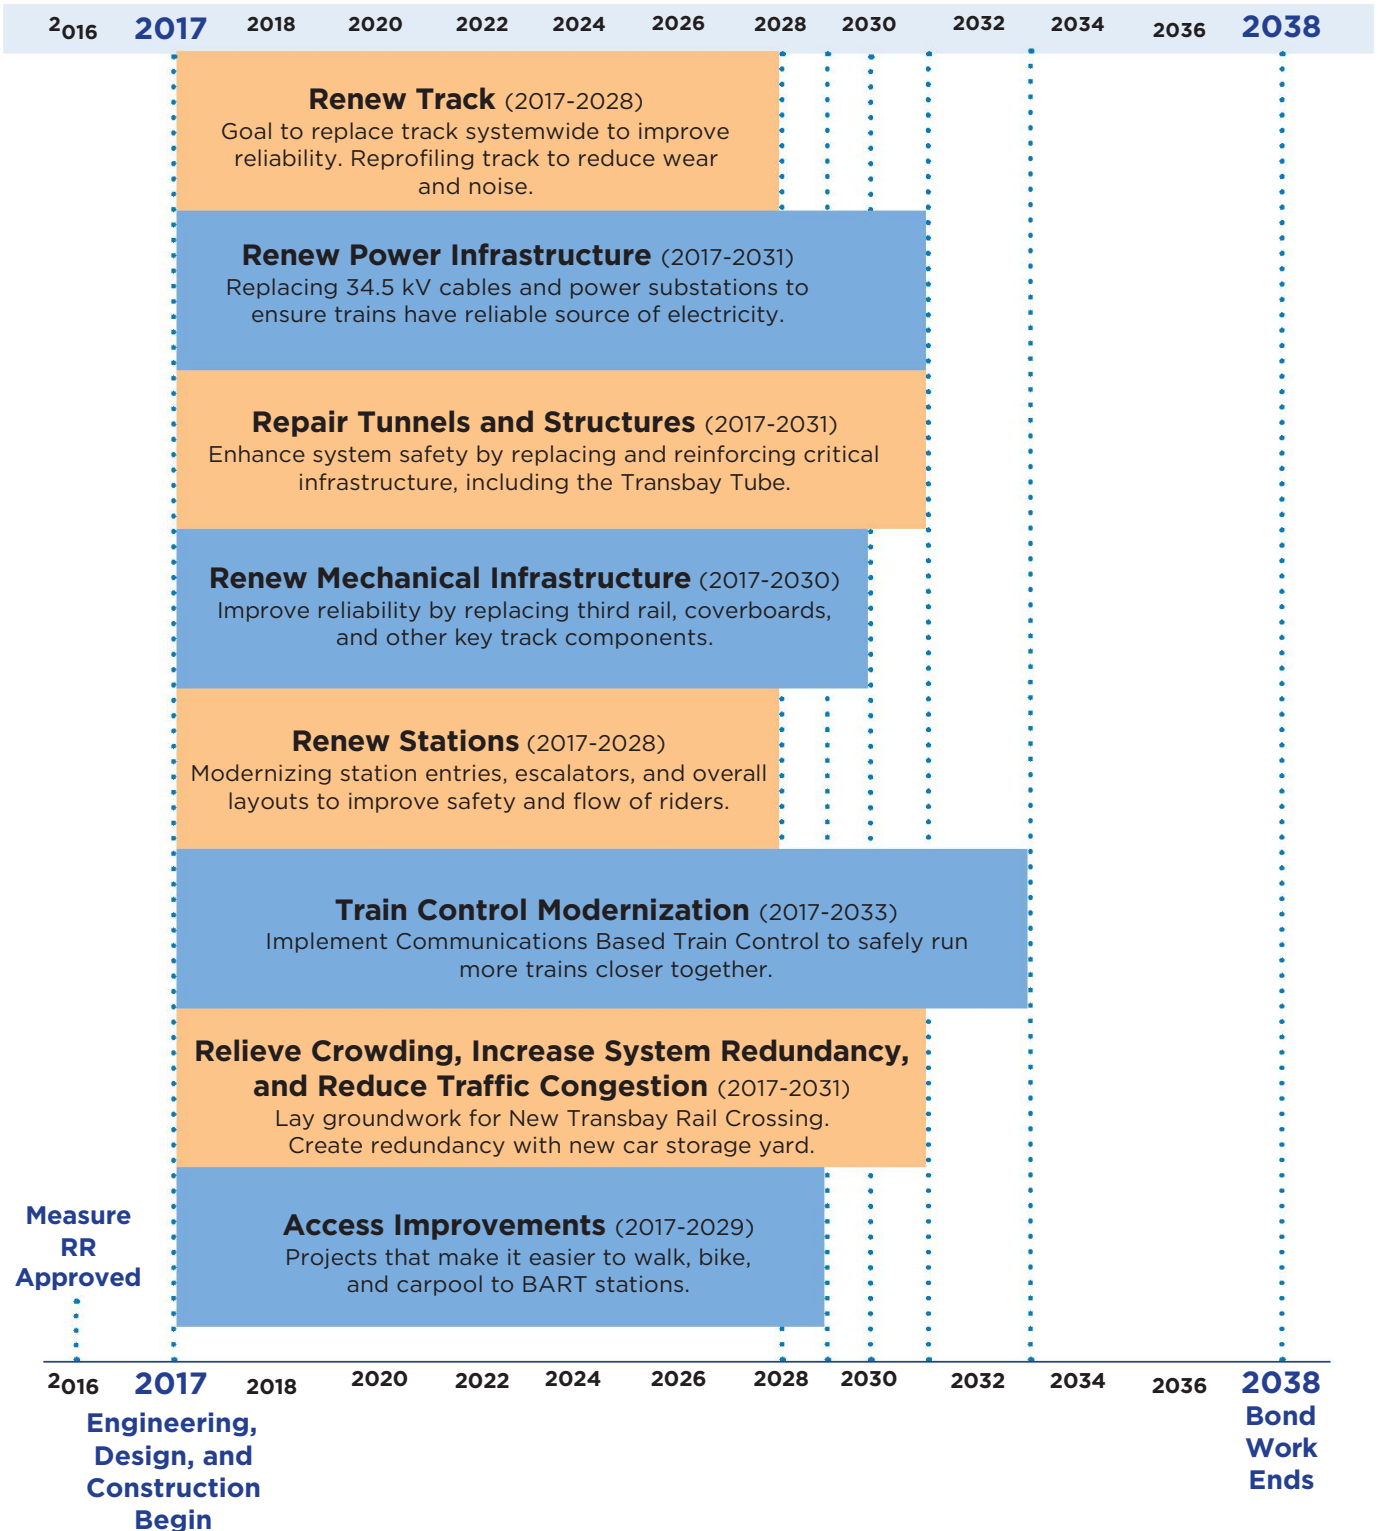 2016 2017 2018 2020 2022 2024 2026 2028 2030 2032 2034 2036 2038
Renew Track (2017-2028)
Goal to replace track systemwide to improve
reliability. Reprofiling track to reduce wear
and noise.
Renew Power Infrastructure (2017-2031)
Replacing 34.5 kV cables and power substations to
ensure trains have reliable source of electricity.
Repair Tunnels and Structures (2017-2031)
Enhance system safety by replacing and reinforcing critical
infrastructure, including the Transbay Tube.
Renew Mechanical Infrastructure (2017-2030)
Improve reliability by replacing third rail, coverboards,
and other key track components.
Renew Stations (2017-2028)
Modernizing station entries, escalators, and overall
layouts to improve safety and flow of riders.
Train Control Modernization (2017-2033)
Implement Communications Based Train Control to safely run
more trains closer together.
Relieve Crowding, Increase System Redundancy,
and Reduce Traffic Congestion (2017-2031)
Lay groundwork for New Transbay Rail Crossing.
Create redundancy with new car storage yard.
Access Improvements (2017-2029)
Projects that make it easier to walk, bike,
and carpool to BART stations.
Measure
RR
Approved
2016 2017 2018 2020 2022 2024 2026 2028 2030 2032 2034 2036 2038
Engineering,
Design, and
Construction
Begin
Bond
Work
Ends